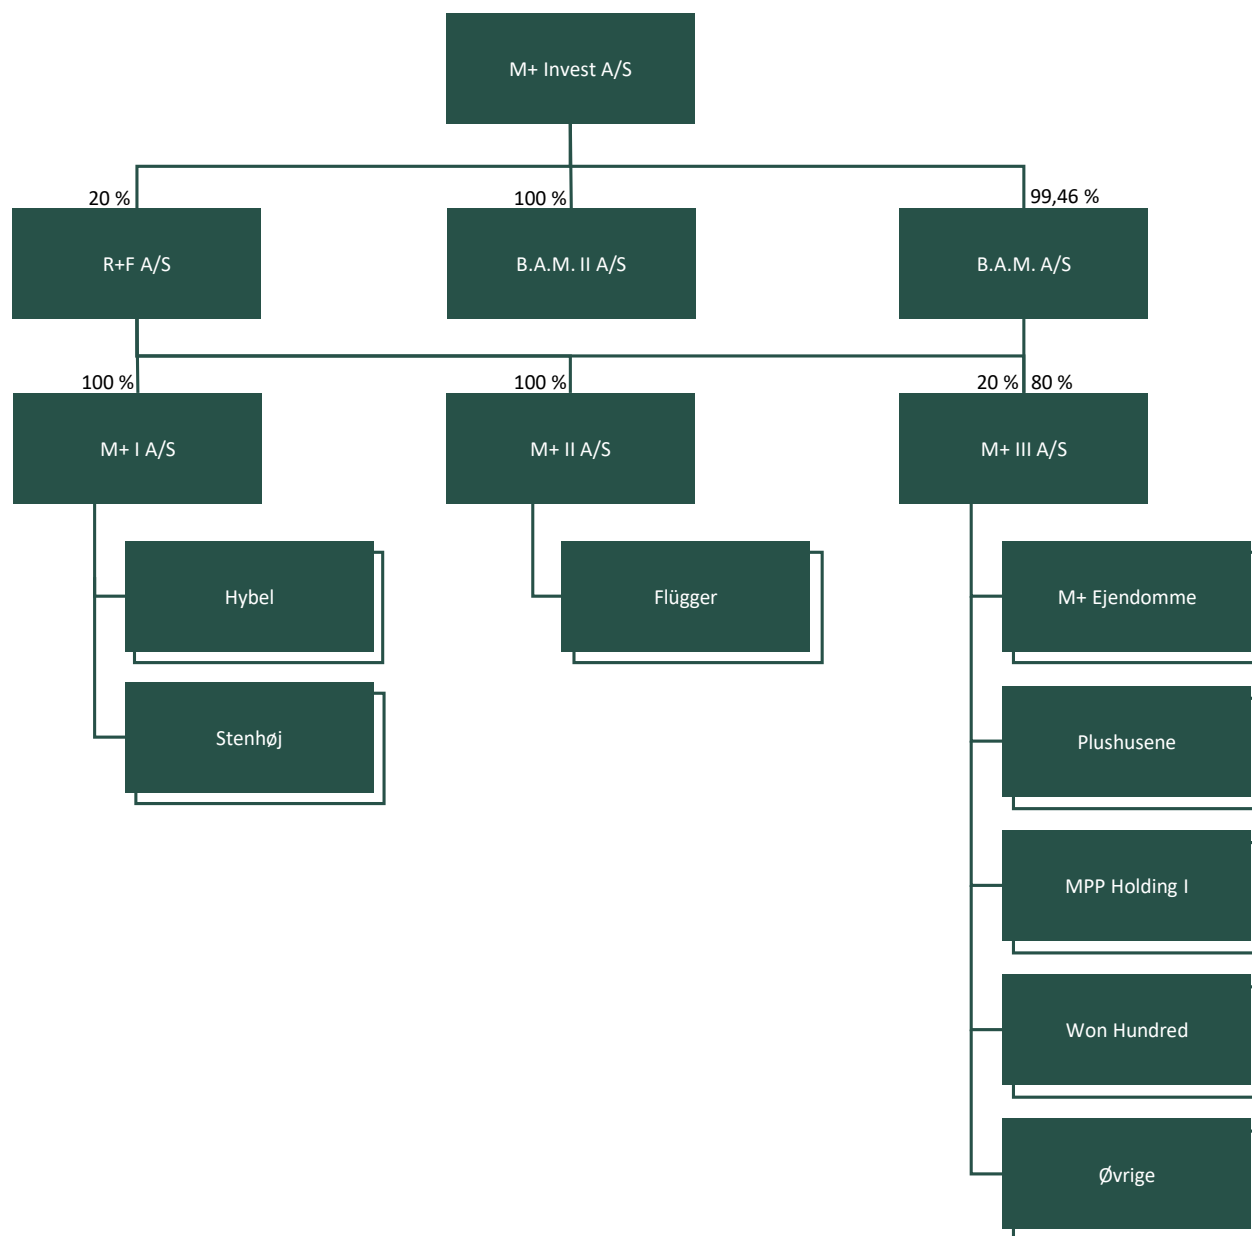 M+ Invest A/S
20 %
100 %
99,46 %
R+F A/S
B.A.M. II A/S
B.A.M. A/S
100 %
100 %
20 %
80 %
M+ I A/S
M+ II A/S
M+ III A/S
Hybel
Flügger
M+ Ejendomme
Stenhøj
Plushusene
MPP Holding I
Won Hundred
Øvrige